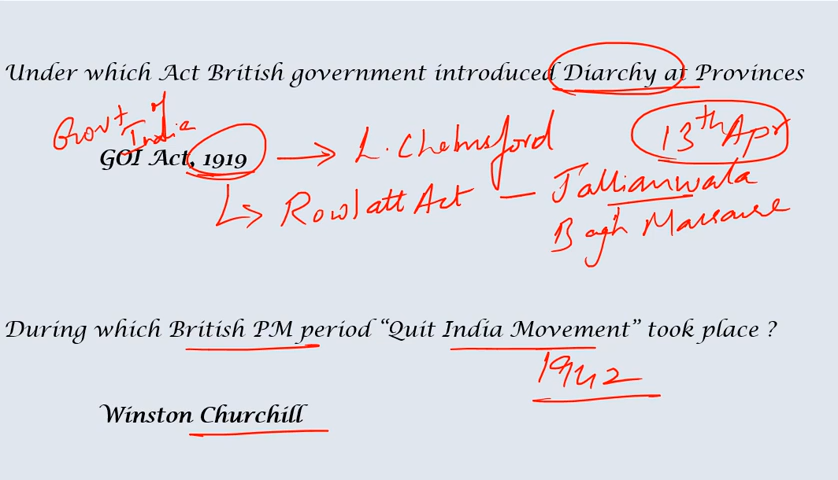 Under which Act British government introduced Diarchy at Provinces
Govt of
India
GOI Act, 1919
L. Chelmsford
13th Apr
Rowlatt Act - Jallianwala
Bagh Massacre
During which British PM period “Quit India Movement” took place ?
1942
Winston Churchill